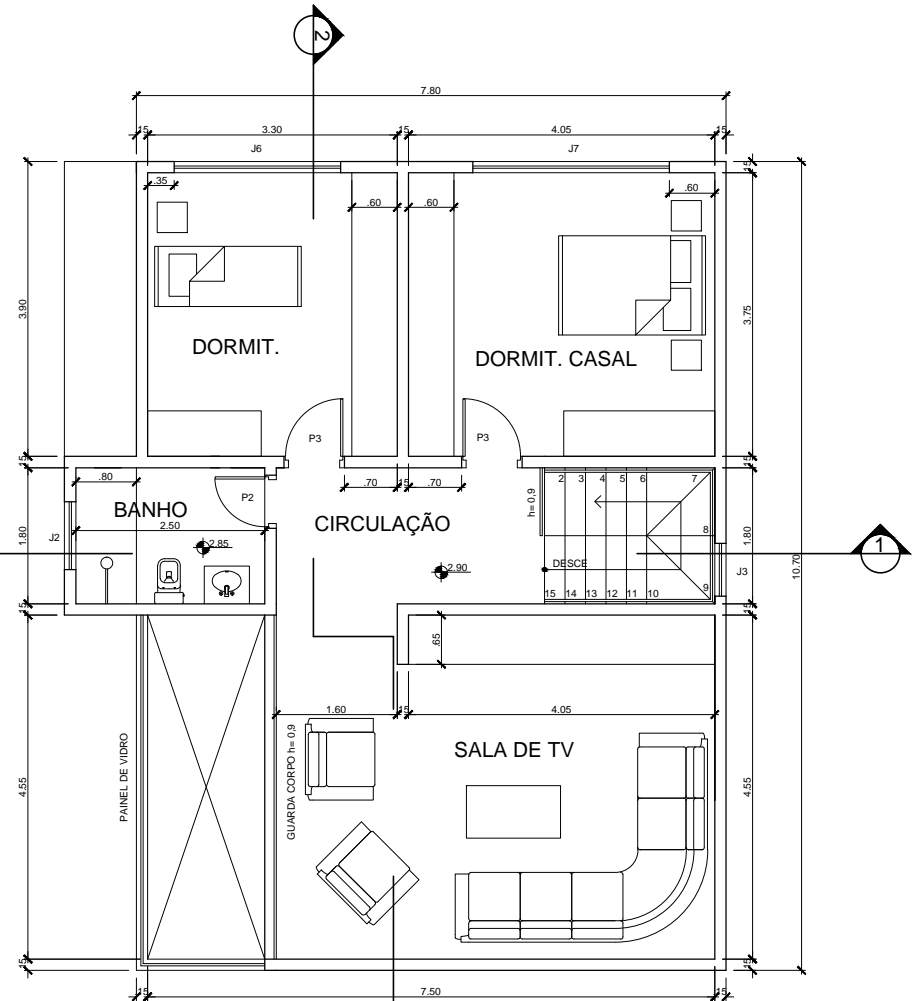 2
7.80
15 3.30 15 4.05 15
J6 J7
.35 .60 .60 .60
15
3.90
3.75
DORMIT.
DORMIT. CASAL
P3 P3
15 15
.80 .70 15 .70
P2
BANHO
2.50
CIRCULAÇÃO
h= 0,9
2 3 4 5 6 7
8
1.80 J2 2.85
1.80
J3
1
2.90
DESCE
10.70
15 14 13 12 11 10 9
15 15
.65
1.60 15 4.05
SALA DE TV
PAINEL DE VIDRO
GUARDA CORPO h= 0,9
4.55
4.55
15 15
15 7.50 15